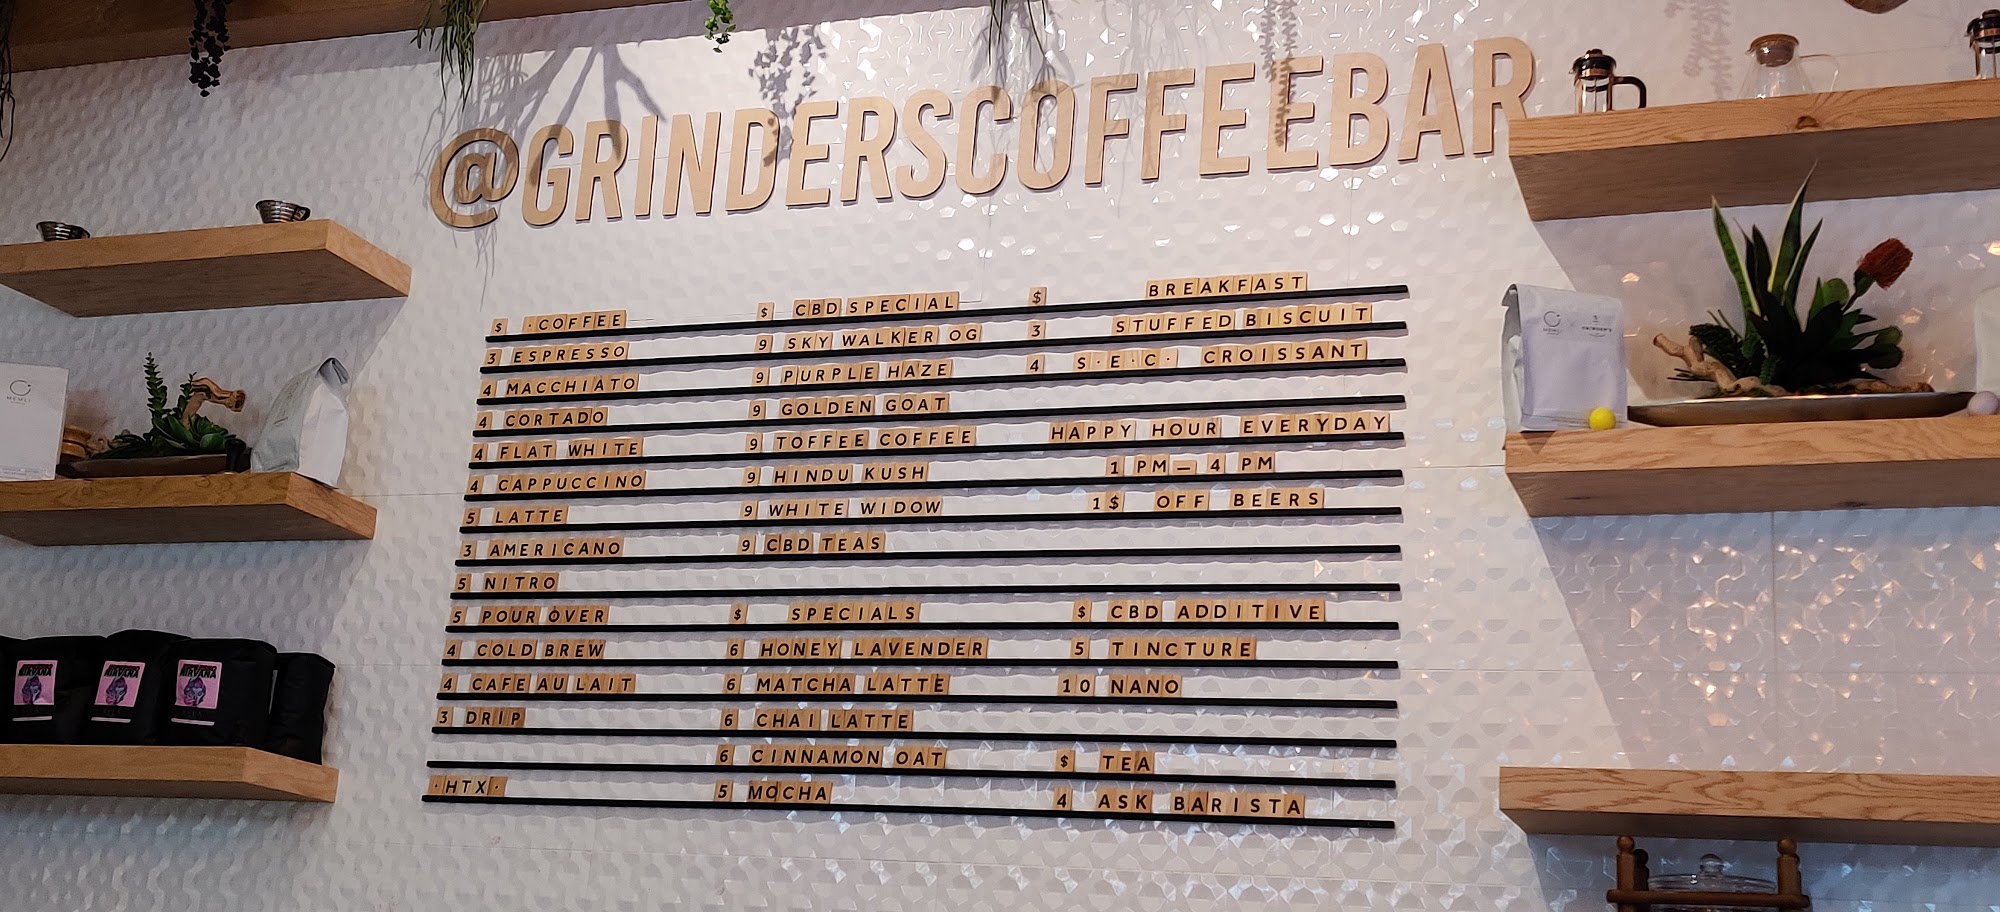 @GRINDERSCOFFEEBAR
$ ·COFFEE
3 ESPRESSO
4 MACCHIATO
4 CORTADO
4 FLAT WHITE
4 CAPPUCCINO
5 LATTE
3 AMERICANO
5 NITRO
5 POUR OVER
4 COLD BREW
4 CAFE AU LAIT
3 DRIP
·HTX·
$ CBD SPECIAL
9 SKY WALKER OG
9 PURPLE HAZE
9 GOLDEN GOAT
9 TOFFEE COFFEE
9 HINDU KUSH
9 WHITE WIDOW
9 CBD TEAS
$ SPECIALS
6 HONEY LAVENDER
6 MATCHA LATTE
6 CHAI LATTE
6 CINNAMON OAT
5 MOCHA
$ BREAKFAST
3 STUFFED BISCUIT
4 S·E·C· CROISSANT
HAPPY HOUR EVERYDAY
1 PM— 4 PM
1$ OFF BEERS
$ CBD ADDITIVE
5 TINCTURE
10 NANO
$ TEA
4 ASK BARISTA
MEMLI
NIRVANA
NIRVANA
NIRVANA